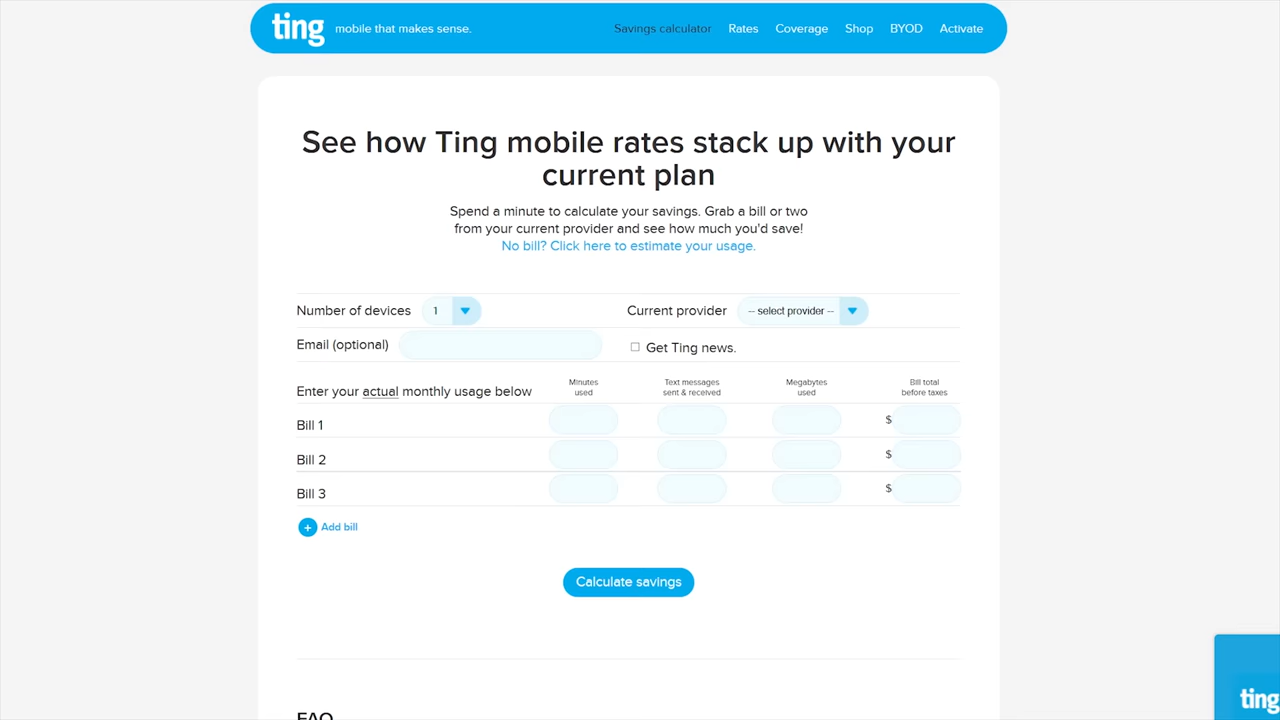 ting mobile that makes sense. Savings calculator Rates Coverage Shop BYOD Activate
See how Ting mobile rates stack up with your
current plan
Spend a minute to calculate your savings. Grab a bill or two
from your current provider and see how much you'd save!
No bill? Click here to estimate your usage.
Number of devices 1 Current provider -- select provider --
Email (optional) Get Ting news.
Enter your actual monthly usage below
Minutes
used
Text messages
sent & received
Megabytes
used
Bill total
before taxes
Bill 1 $
Bill 2 $
Bill 3 $
+ Add bill
Calculate savings
ting
FAQ